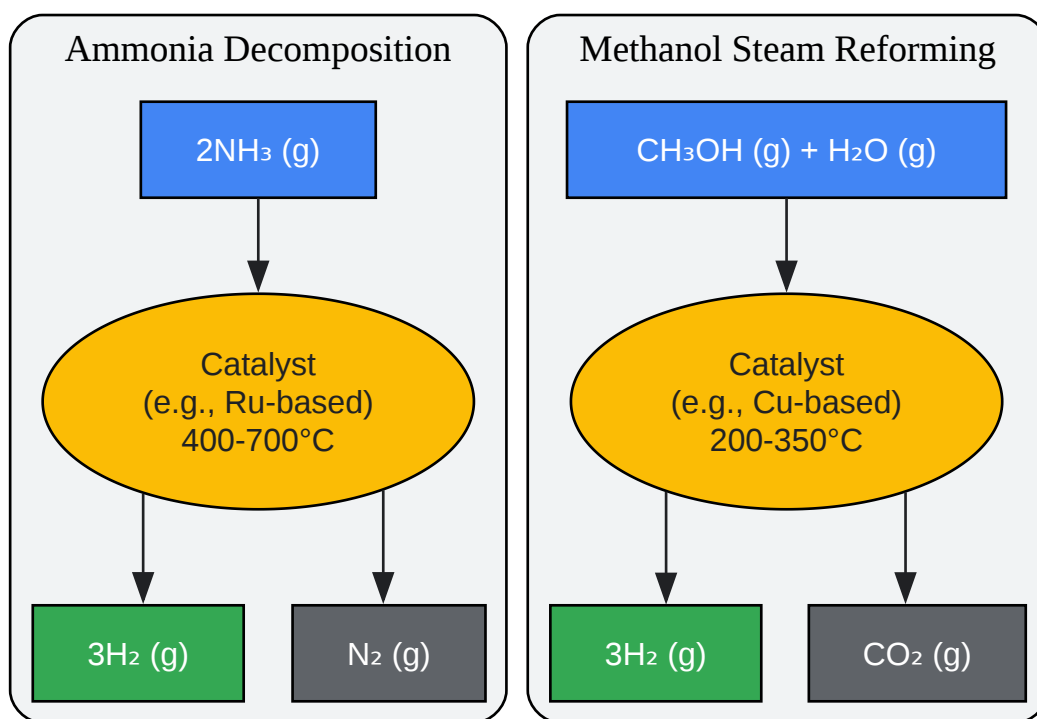 Ammonia Decomposition
2NH₃ (g)
Catalyst
(e.g., Ru-based)
400-700°C
3H₂ (g)
N₂ (g)
Methanol Steam Reforming
CH₃OH (g) + H₂O (g)
Catalyst
(e.g., Cu-based)
200-350°C
3H₂ (g)
CO₂ (g)